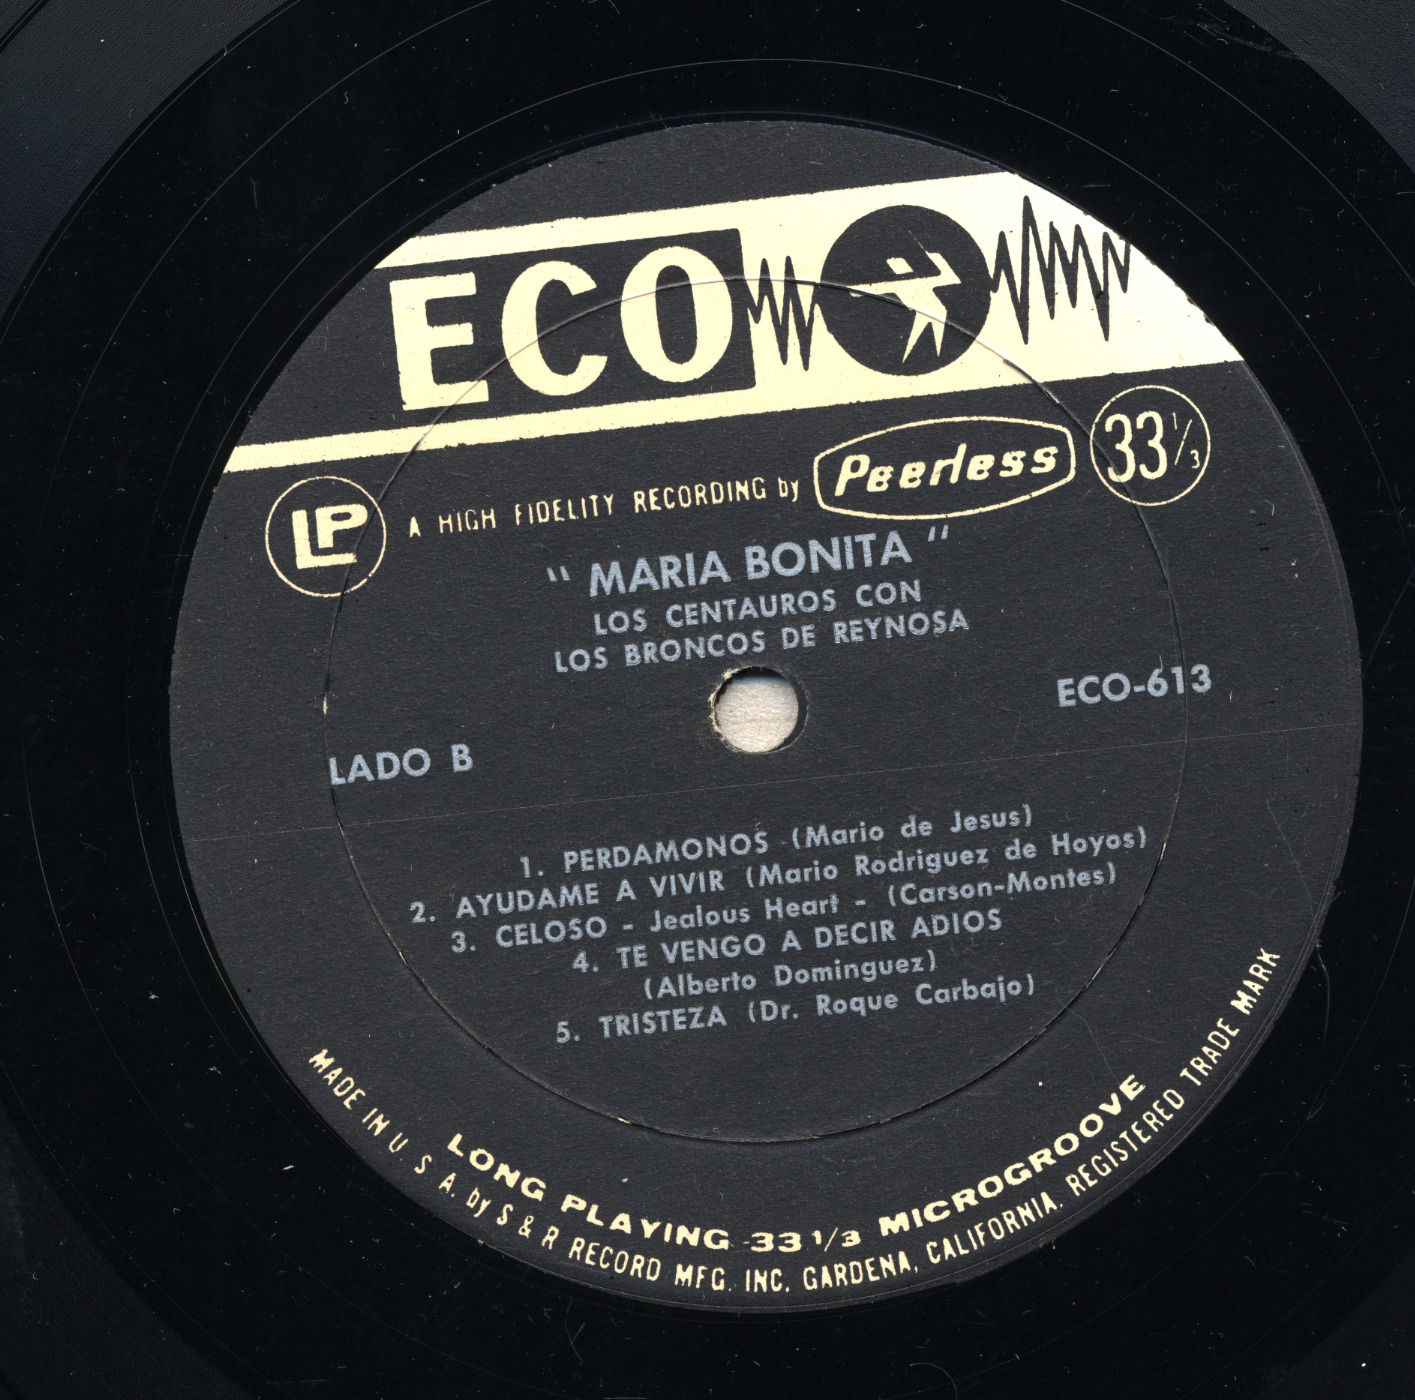 ECO
LP
A HIGH FIDELITY RECORDING by Peerless
33 1/3
" MARIA BONITA "
LOS CENTAUROS CON
LOS BRONCOS DE REYNOSA
ECO-613
LADO B
1. PERDAMONOS (Mario de Jesus)
2. AYUDAME A VIVIR (Mario Rodriguez de Hoyos)
3. CELOSO - Jealous Heart - (Carson-Montes)
4. TE VENGO A DECIR ADIOS
(Alberto Dominguez)
5. TRISTEZA (Dr. Roque Carbajo)
LONG PLAYING 33 1/3 MICROGROOVE
MADE IN U S A. by S & R RECORD MFG. INC. GARDENA, CALIFORNIA. REGISTERED TRADE MARK